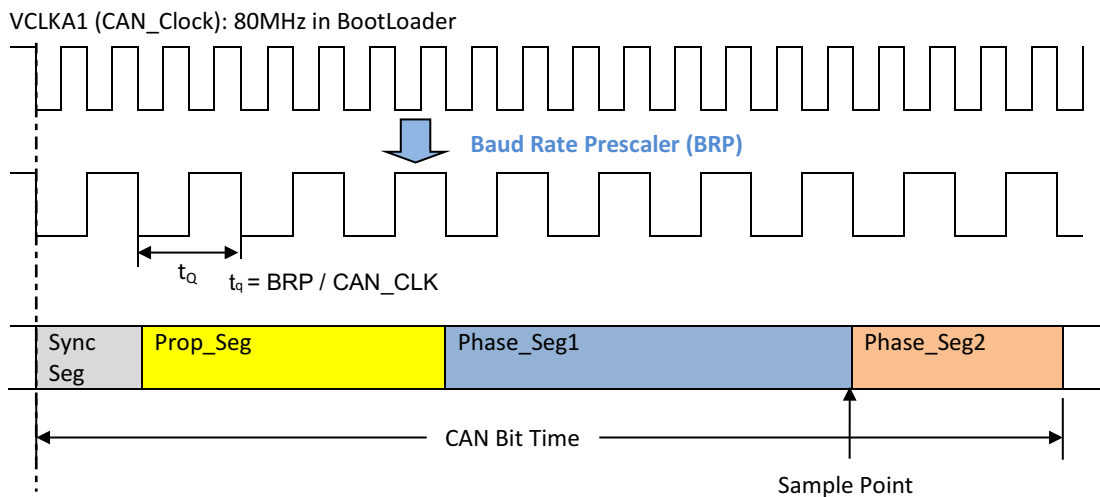 VCLKA1 (CAN_Clock): 80MHz in BootLoader
Baud Rate Prescaler (BRP)
tQ
tq = BRP / CAN_CLK
Sync
Seg
Prop_Seg
Phase_Seg1
Phase_Seg2
CAN Bit Time
Sample Point